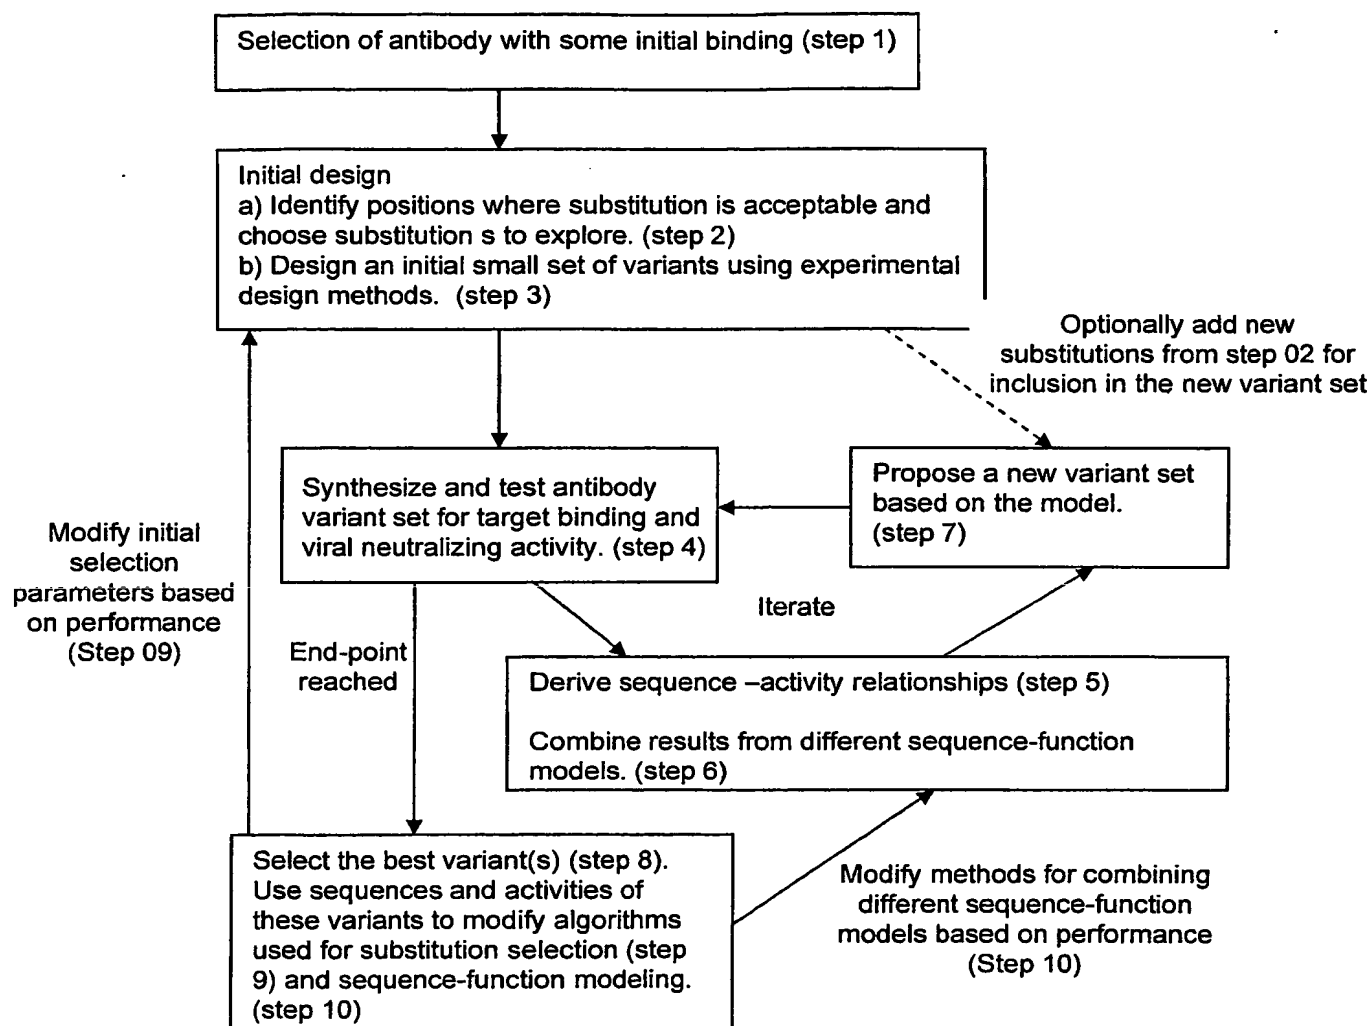 Selection of antibody with some initial binding (step 1)
Initial design
a) Identify positions where substitution is acceptable and
choose substitution s to explore. (step 2)
b) Design an initial small set of variants using experimental
design methods. (step 3)
Optionally add new
substitutions from step 02 for
inclusion in the new variant set
Synthesize and test antibody
variant set for target binding and
viral neutralizing activity. (step 4)
Propose a new variant set
based on the model.
(step 7)
Modify initial
selection
parameters based
on performance
(Step 09)
Iterate
End-point
reached
Derive sequence –activity relationships (step 5)
Combine results from different sequence-function
models. (step 6)
Select the best variant(s) (step 8).
Use sequences and activities of
these variants to modify algorithms
used for substitution selection (step
9) and sequence-function modeling.
(step 10)
Modify methods for combining
different sequence-function
models based on performance
(Step 10)